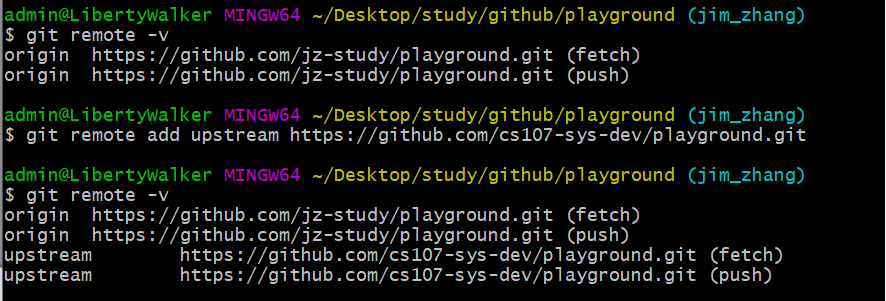 admin@LibertyWalker MINGW64 ~/Desktop/study/github/playground (jim_zhang)
$ git remote -v
origin  https://github.com/jz-study/playground.git (fetch)
origin  https://github.com/jz-study/playground.git (push)
admin@LibertyWalker MINGW64 ~/Desktop/study/github/playground (jim_zhang)
$ git remote add upstream https://github.com/cs107-sys-dev/playground.git
admin@LibertyWalker MINGW64 ~/Desktop/study/github/playground (jim_zhang)
$ git remote -v
origin  https://github.com/jz-study/playground.git (fetch)
origin  https://github.com/jz-study/playground.git (push)
upstream        https://github.com/cs107-sys-dev/playground.git (fetch)
upstream        https://github.com/cs107-sys-dev/playground.git (push)